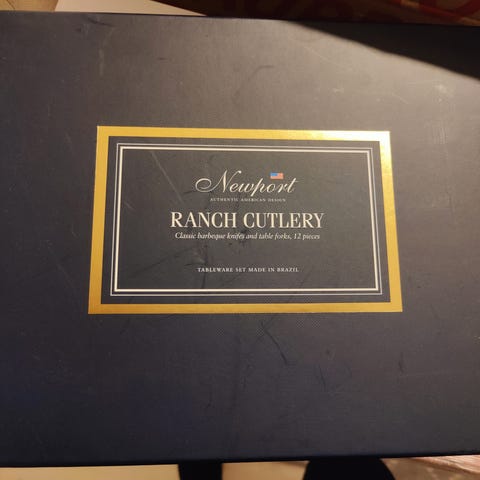 Newport
AUTHENTIC AMERICAN DESIGN
RANCH CUTLERY
Classic barbeque knifes and table forks, 12 pieces
TABLEWARE SET MADE IN BRAZIL